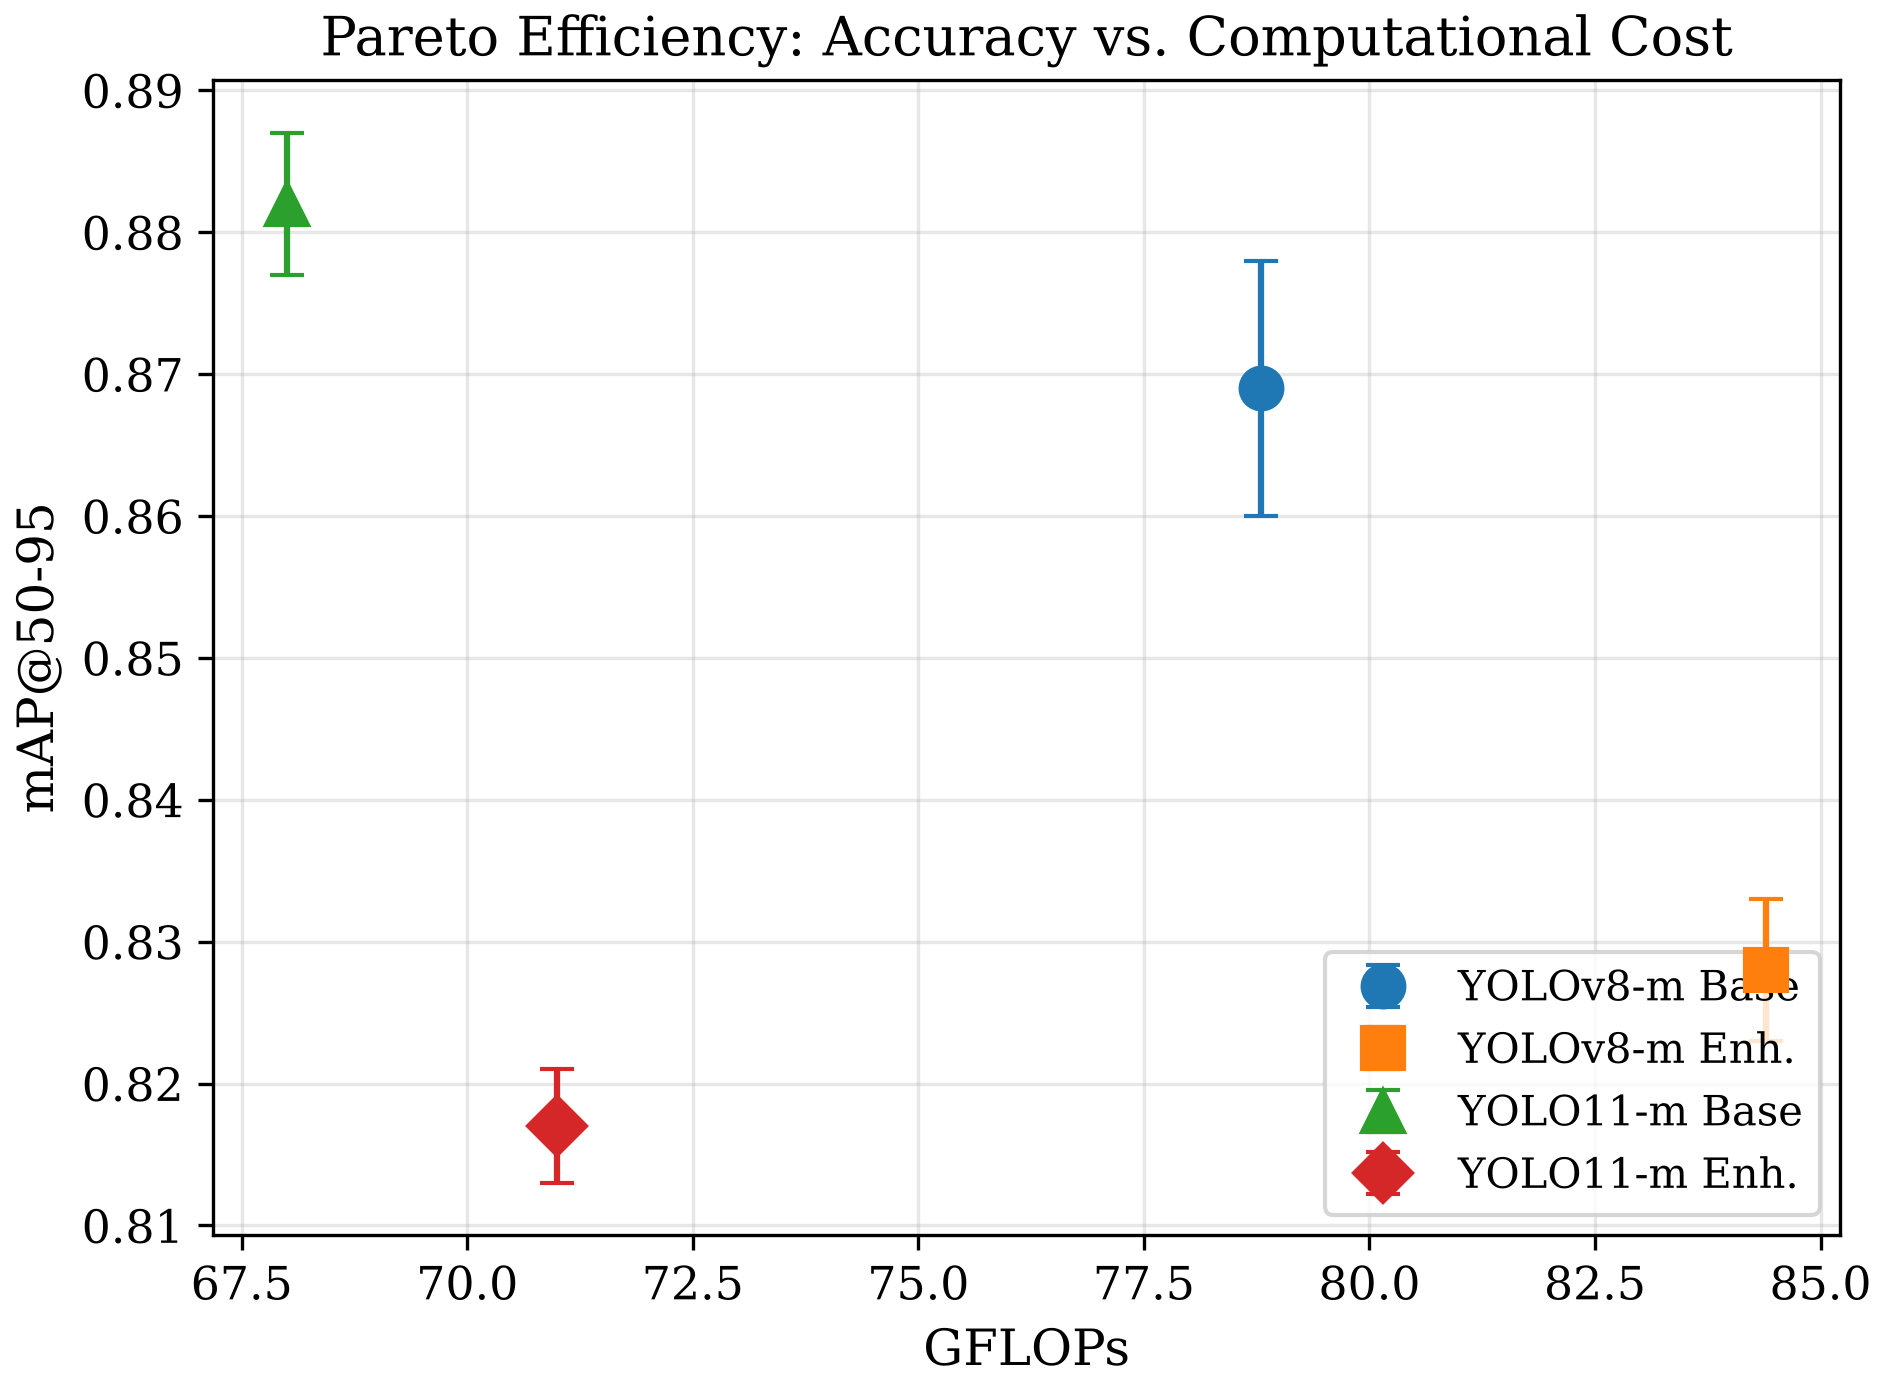 Pareto Efficiency: Accuracy vs. Computational Cost
mAP@50-95
0.89
0.88
0.87
0.86
0.85
0.84
0.83
0.82
0.81
YOLOv8-m Base
YOLOv8-m Enh.
YOLO11-m Base
YOLO11-m Enh.
67.5 70.0 72.5 75.0 77.5 80.0 82.5 85.0
GFLOPs